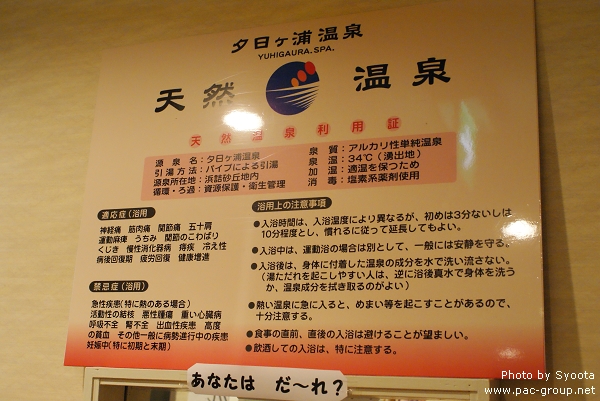 夕日ヶ浦温泉
YUHIGAURA.SPA.
天然 温泉
天然温泉利用証
源泉名：夕日ヶ浦温泉
引湯方法：パイプによる引湯
源泉所在地：浜詰砂丘地内
循環・ろ過：資源保護・衛生管理
泉質：アルカリ性単純温泉
泉温：34℃（湧出地）
加温：適温を保つため
消毒：塩素系薬剤使用
適応症（浴用）
神経痛 筋肉痛 関節痛 五十肩
運動麻痺 うちみ 関節のこわばり
くじき 慢性消化器病 痔疾 冷え性
病後回復期 疲労回復 健康増進
禁忌症（浴用）
急性疾患（特に熱のある場合）
活動性の結核 悪性腫瘍 重い心臓病
呼吸不全 腎不全 出血性疾患 高度
の貧血 その他一般に病勢進行中の疾患
妊娠中（特に初期と末期）
浴用上の注意事項
●入浴時間は、入浴温度により異なるが、初めは3分ないしは
10分程度とし、慣れるに従って延長してもよい。
●入浴中は、運動浴の場合は別として、一般には安静を守る。
●入浴後は、身体に付着した温泉の成分を水で洗い流さない。
（湯ただれを起こしやすい人は、逆に浴後真水で身体を洗う
か、温泉成分を拭き取るのがよい）
●熱い温泉に急に入ると、めまい等を起こすことがあるので、
十分注意する。
●食事の直前、直後の入浴は避けることが望ましい。
●飲酒しての入浴は、特に注意する。
あなたは だ～れ？
Photo by Syoota
www.pac-group.net